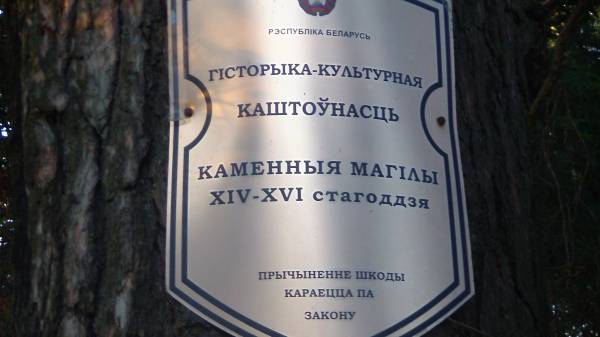 РЭСПУБЛІКА БЕЛАРУСЬ
ГІСТОРЫКА-КУЛЬТУРНАЯ
КАШТОЎНАСЦЬ
КАМЕННЫЯ МАГІЛЫ
XIV-XVI стагоддзя
ПРЫЧЫНЕННЕ ШКОДЫ
КАРАЕЦЦА ПА
ЗАКОНУ